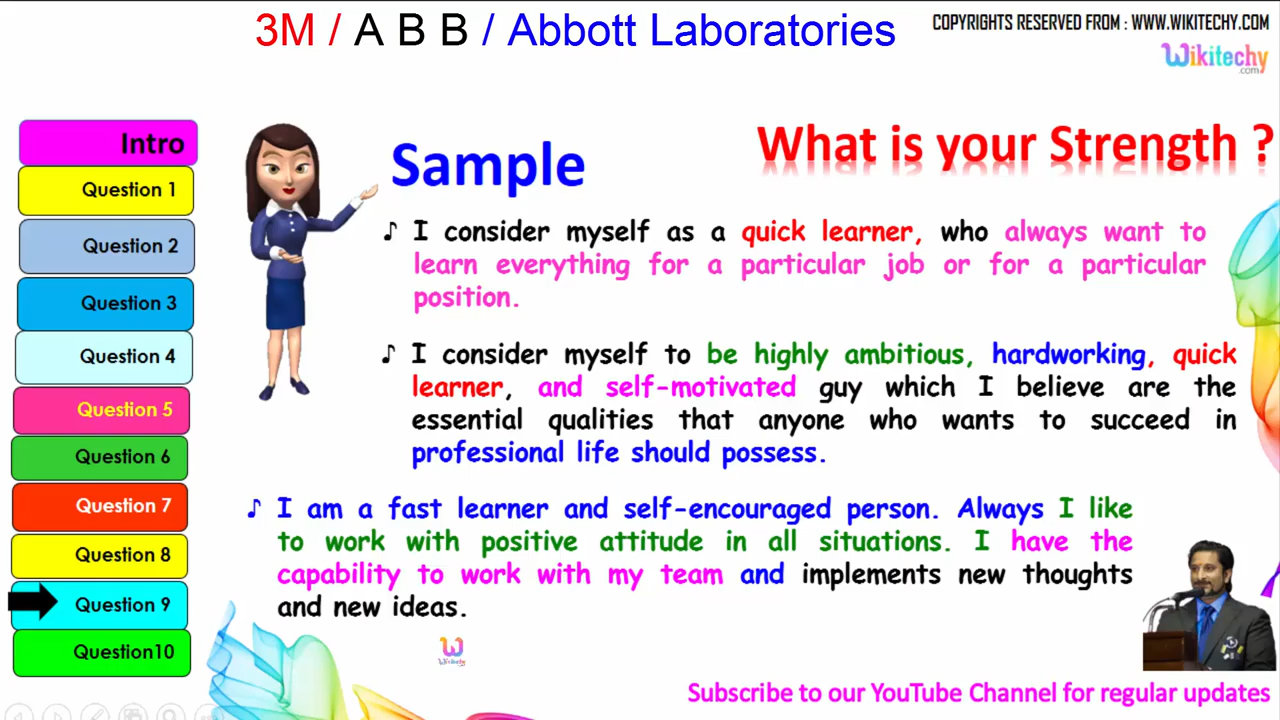 3M / A B B / Abbott Laboratories
COPYRIGHTS RESERVED FROM : WWW.WIKITECHY.COM
Wikitechy
.com
Intro
Question 1
Question 2
Question 3
Question 4
Question 5
Question 6
Question 7
Question 8
Question 9
Question10
Sample
What is your Strength ?
♪ I consider myself as a quick learner, who always want to
learn everything for a particular job or for a particular
position.
♪ I consider myself to be highly ambitious, hardworking, quick
learner, and self-motivated guy which I believe are the
essential qualities that anyone who wants to succeed in
professional life should possess.
♪ I am a fast learner and self-encouraged person. Always I like
to work with positive attitude in all situations. I have the
capability to work with my team and implements new thoughts
and new ideas.
W
Wikitechy
Subscribe to our YouTube Channel for regular updates